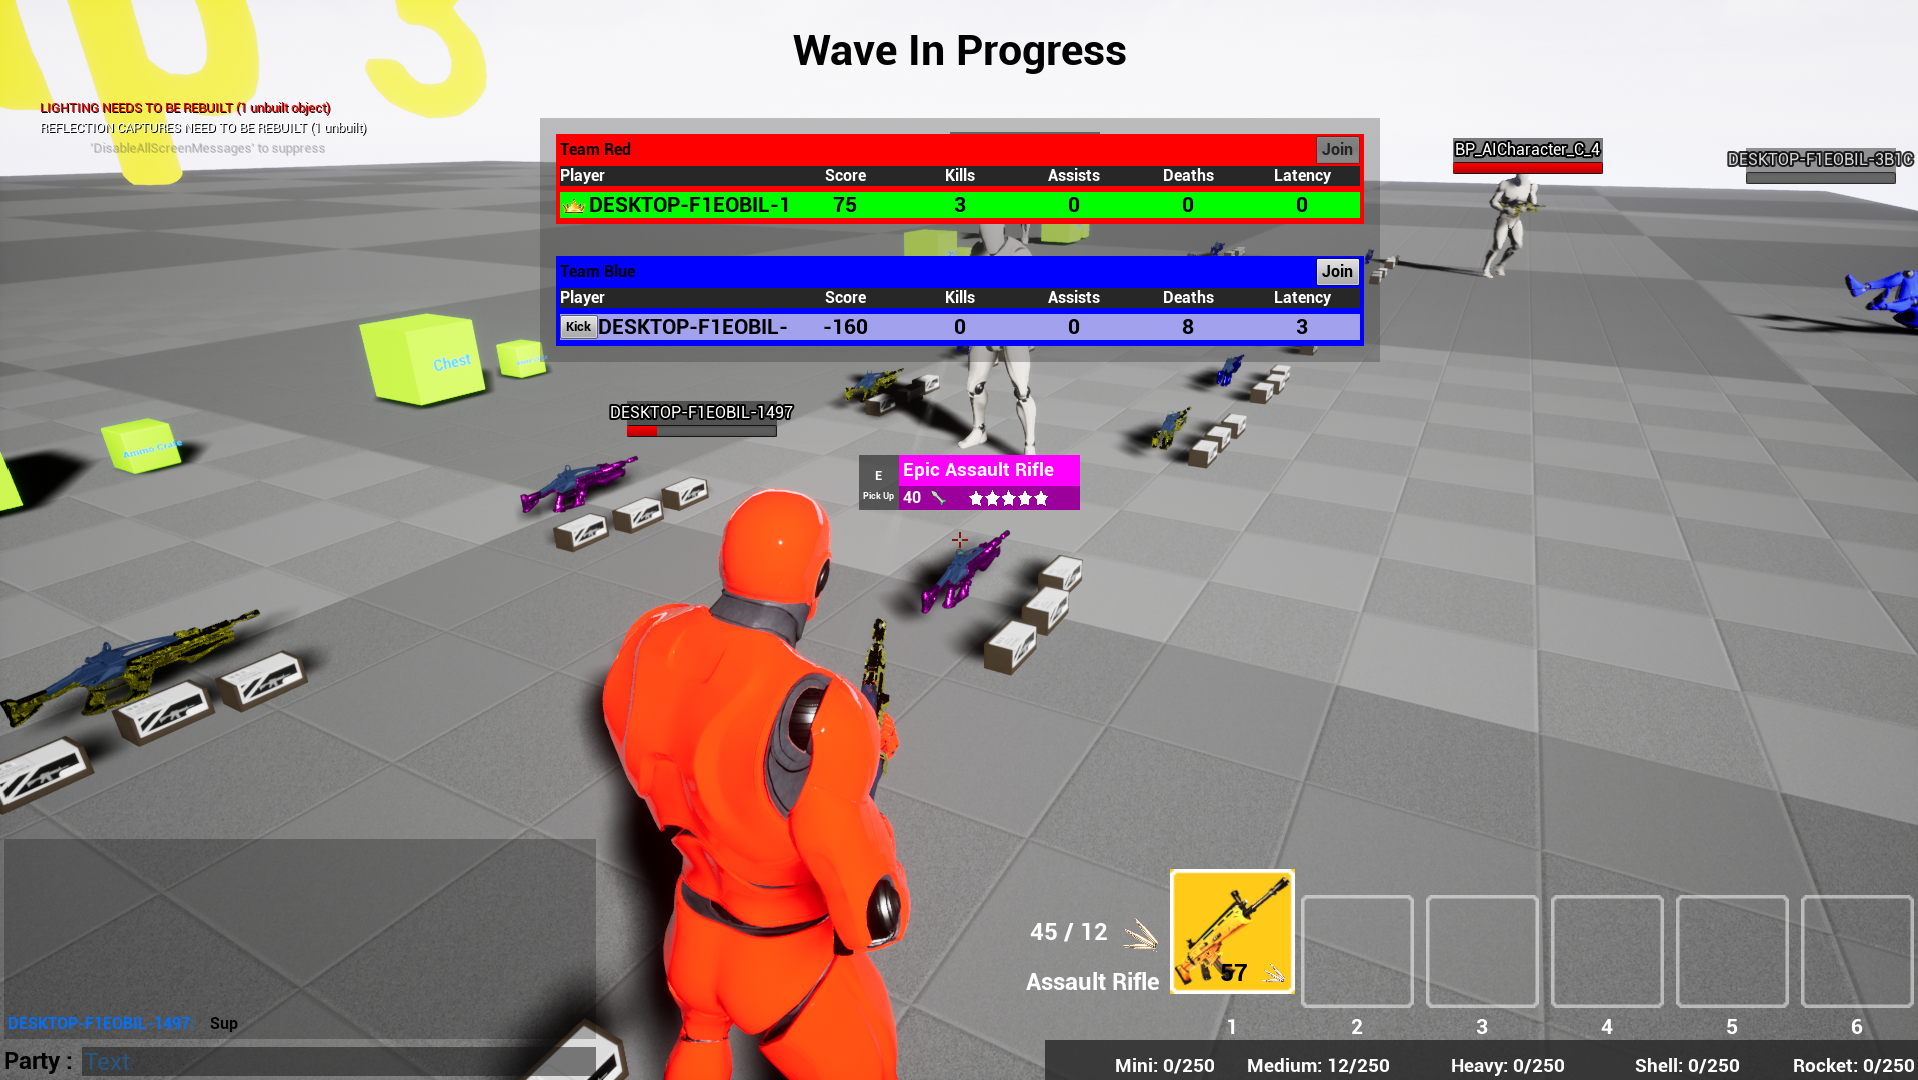 Wave In Progress
LIGHTING NEEDS TO BE REBUILT (1 unbuilt object)
REFLECTION CAPTURES NEED TO BE REBUILT (1 unbuilt)
'DisableAllScreenMessages' to suppress
Team Red Join
Player Score Kills Assists Deaths Latency
DESKTOP-F1EOBIL-1 75 3 0 0 0
Team Blue Join
Player Score Kills Assists Deaths Latency
Kick DESKTOP-F1EOBIL- -160 0 0 8 3
BP_AICharacter_C_4
DESKTOP-F1EOBIL-3B1C
Chest
Ammo Crate
DESKTOP-F1EOBIL-1497
E
Pick Up
Epic Assault Rifle
40
45 / 12
Assault Rifle
57
1 2 3 4 5 6
Mini: 0/250 Medium: 12/250 Heavy: 0/250 Shell: 0/250 Rocket: 0/250
DESKTOP-F1EOBIL-1497: Sup
Party : Text